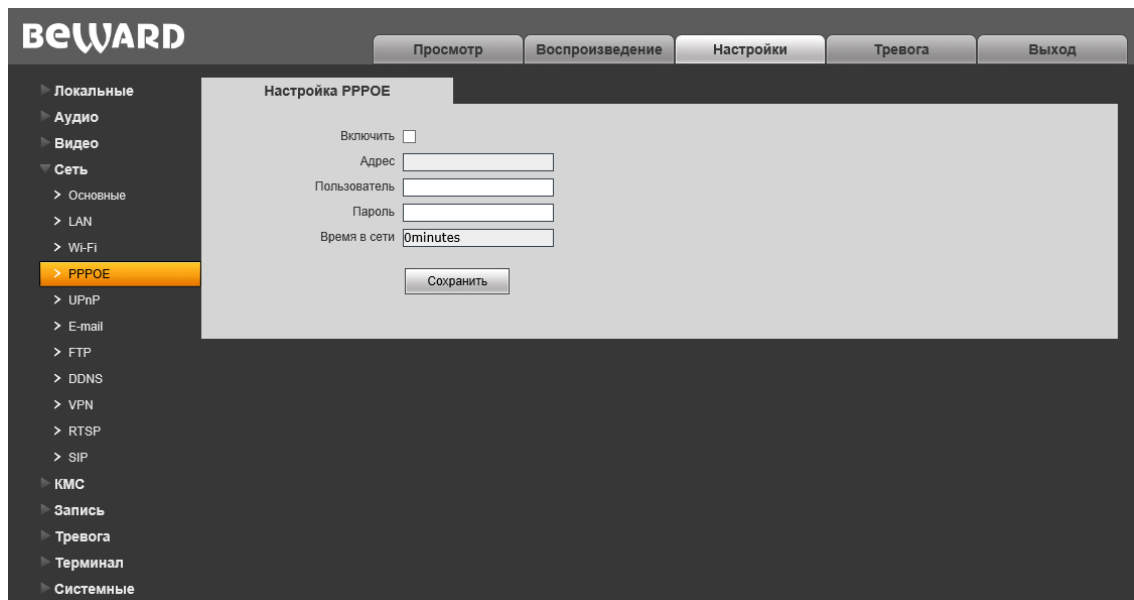 BEWARD
Просмотр
Воспроизведение
Настройки
Тревога
Выход
Локальные
Аудио
Видео
Сеть
Основные
LAN
Wi-Fi
PPPOE
UPnP
E-mail
FTP
DDNS
VPN
RTSP
SIP
КМС
Запись
Тревога
Терминал
Системные
Настройка PPPOE
Включить
Адрес
Пользователь
Пароль
Время в сети 0minutes
Сохранить